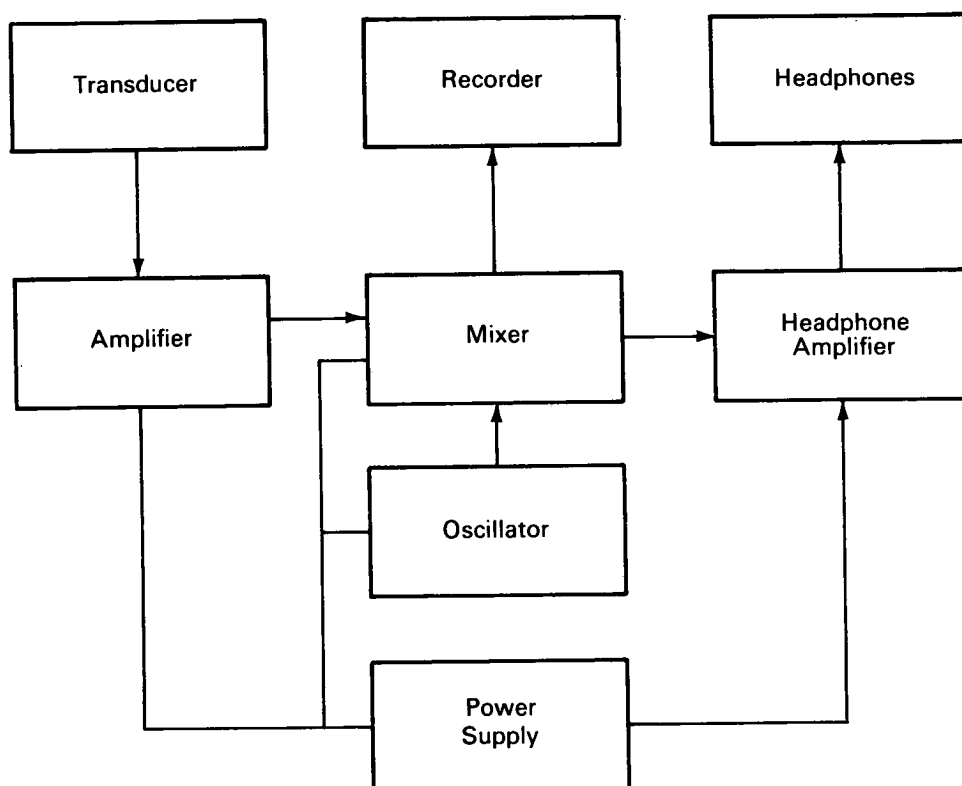 Transducer
Recorder
Headphones
Amplifier
Mixer
Headphone
Amplifier
Oscillator
Power
Supply